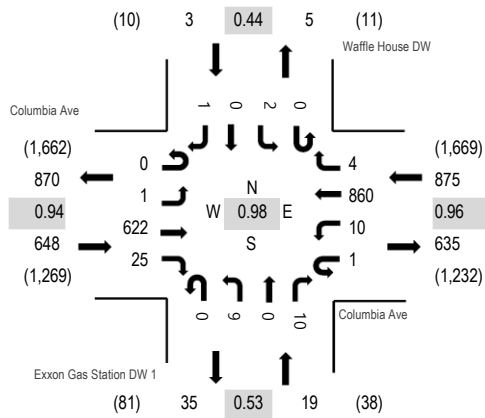 (10) 3 0.44 5 (11)
Waffle House DW
Columbia Ave
1 0 2 0
(1,662)
870
0.94
648
(1,269)
0
1
622
25
N
W 0.98 E
S
4
860
10
1
(1,669)
875
0.96
635
(1,232)
0 9 0 10
Columbia Ave
Exxon Gas Station DW 1
(81) 35 0.53 19 (38)